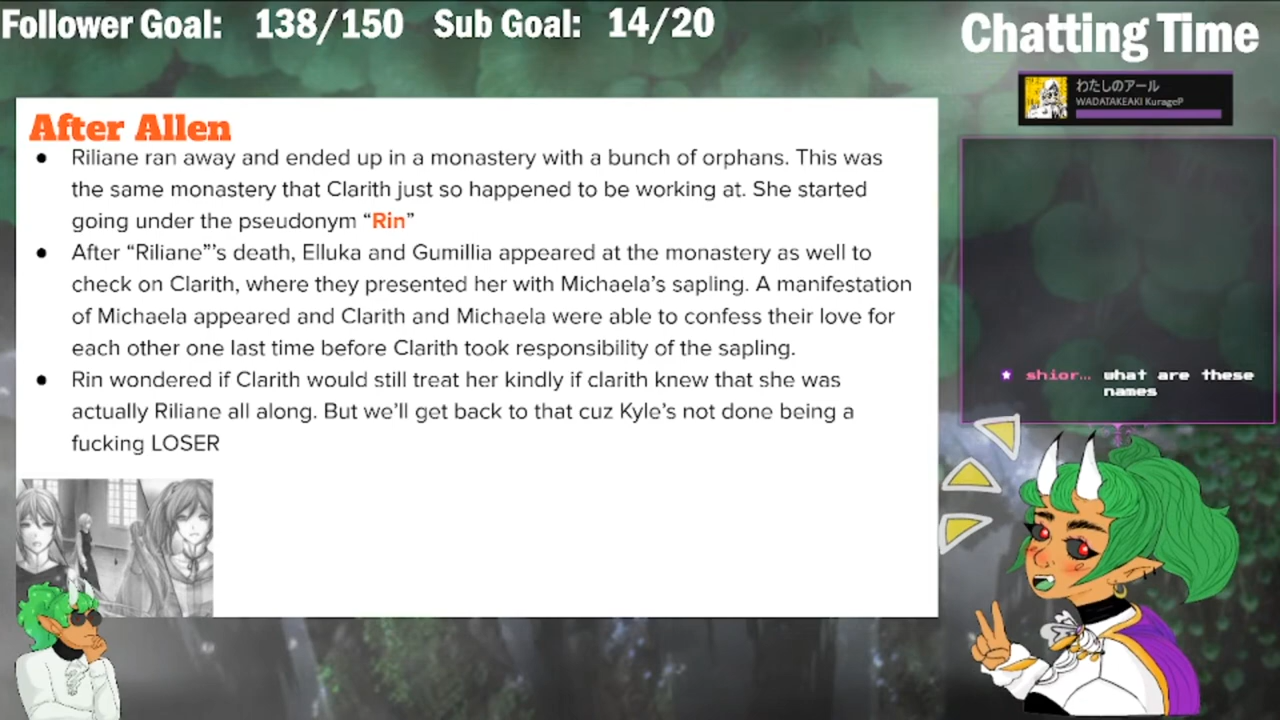 Follower Goal: 138/150 Sub Goal: 14/20
Chatting Time
わたしのアール
WADATAKEAKI KurageP
After Allen
● Riliane ran away and ended up in a monastery with a bunch of orphans. This was
the same monastery that Clarith just so happened to be working at. She started
going under the pseudonym “Rin”
● After “Riliane”’s death, Elluka and Gumillia appeared at the monastery as well to
check on Clarith, where they presented her with Michaela’s sapling. A manifestation
of Michaela appeared and Clarith and Michaela were able to confess their love for
each other one last time before Clarith took responsibility of the sapling.
● Rin wondered if Clarith would still treat her kindly if clarith knew that she was
actually Riliane all along. But we’ll get back to that cuz Kyle’s not done being a
fucking LOSER
shior... what are these
names